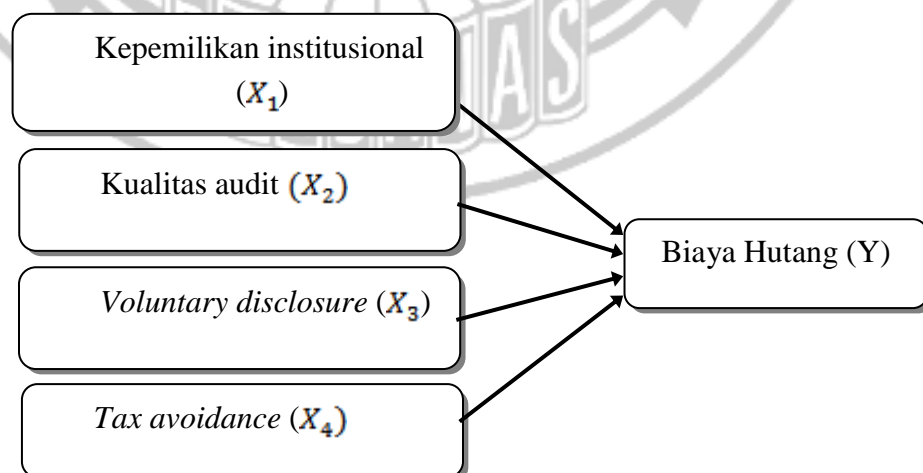 Kepemilikan institusional
(X₁)
Kualitas audit (X₂)
Voluntary disclosure (X₃)
Tax avoidance (X₄)
Biaya Hutang (Y)